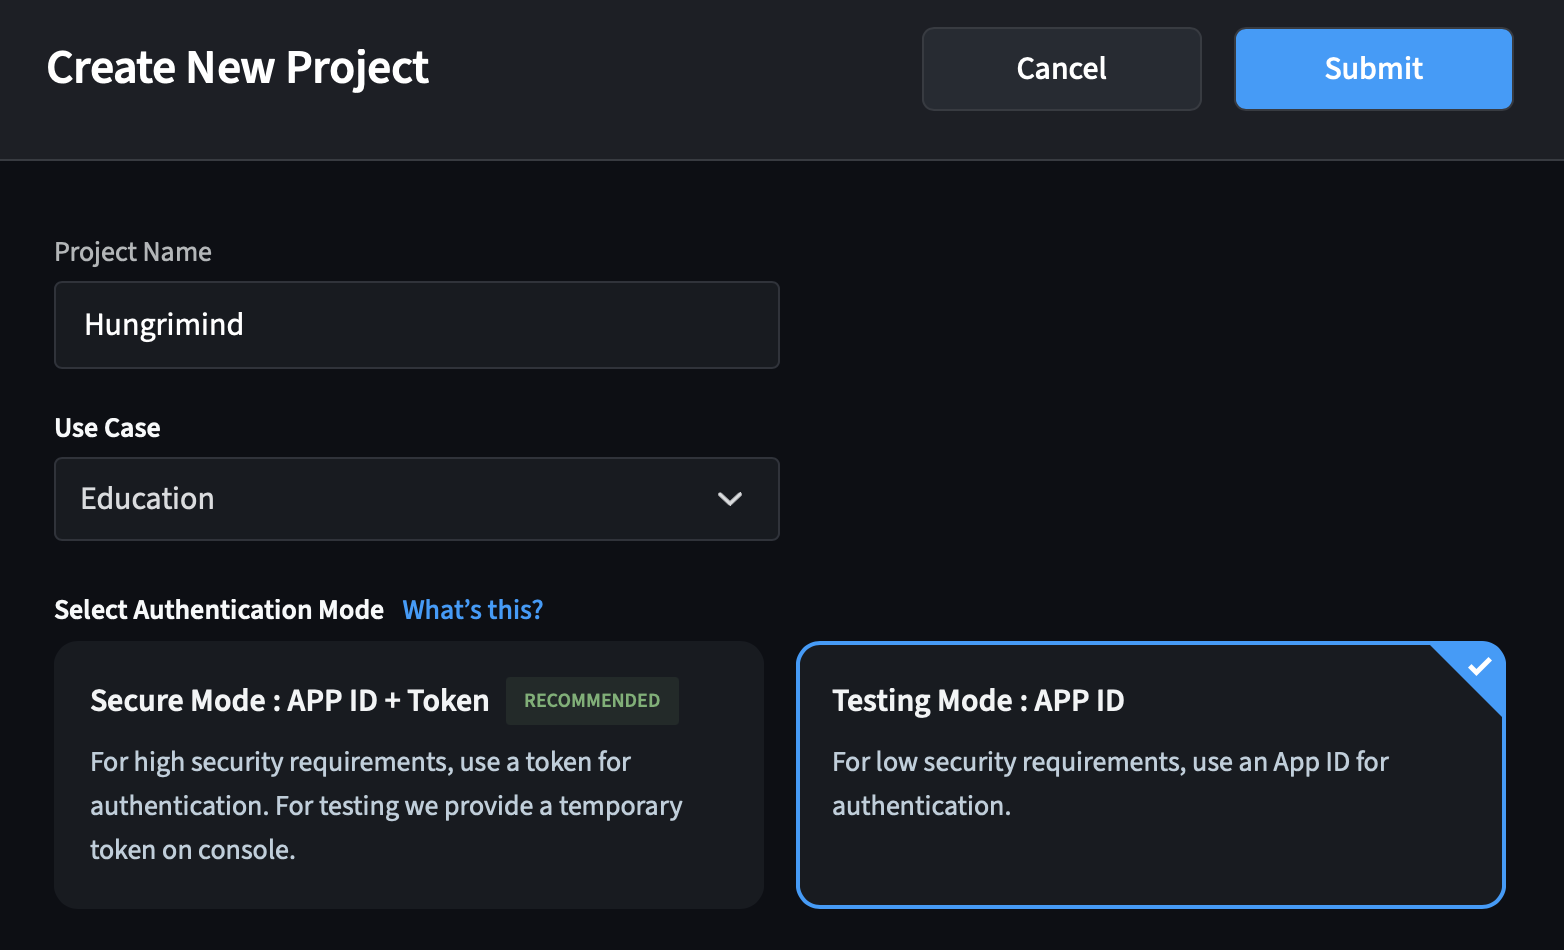 Create New Project
Cancel
Submit
Project Name
Hungrimind
Use Case
Education
Select Authentication Mode What’s this?
Secure Mode : APP ID + Token RECOMMENDED
For high security requirements, use a token for
authentication. For testing we provide a temporary
token on console.
Testing Mode : APP ID
For low security requirements, use an App ID for
authentication.